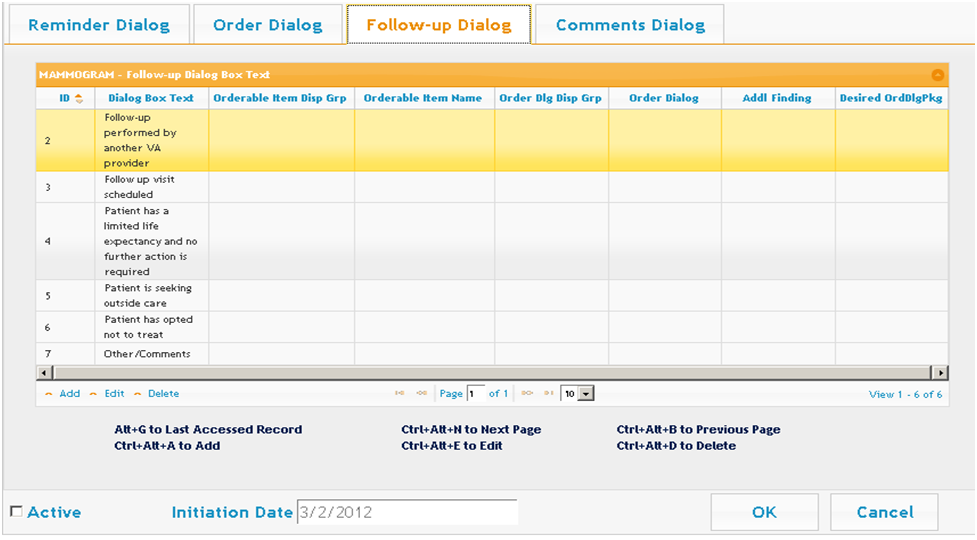 Reminder Dialog Order Dialog Follow-up Dialog Comments Dialog
MAMMOGRAM - Follow-up Dialog Box Text
ID Dialog Box Text Orderable Item Disp Grp Orderable Item Name Order Dlg Disp Grp Order Dialog Addl Finding Desired OrdDlgPkg
2 Follow-up
performed by
another VA
provider
3 Follow up visit
scheduled
4 Patient has a
limited life
expectancy and no
further action is
required
5 Patient is seeking
outside care
6 Patient has opted
not to treat
7 Other/Comments
Add Edit Delete Page 1 of 1 10 View 1 - 6 of 6
Alt+G to Last Accessed Record Ctrl+Alt+N to Next Page Ctrl+Alt+B to Previous Page
Ctrl+Alt+A to Add Ctrl+Alt+E to Edit Ctrl+Alt+D to Delete
Active Initiation Date 3/2/2012 OK Cancel